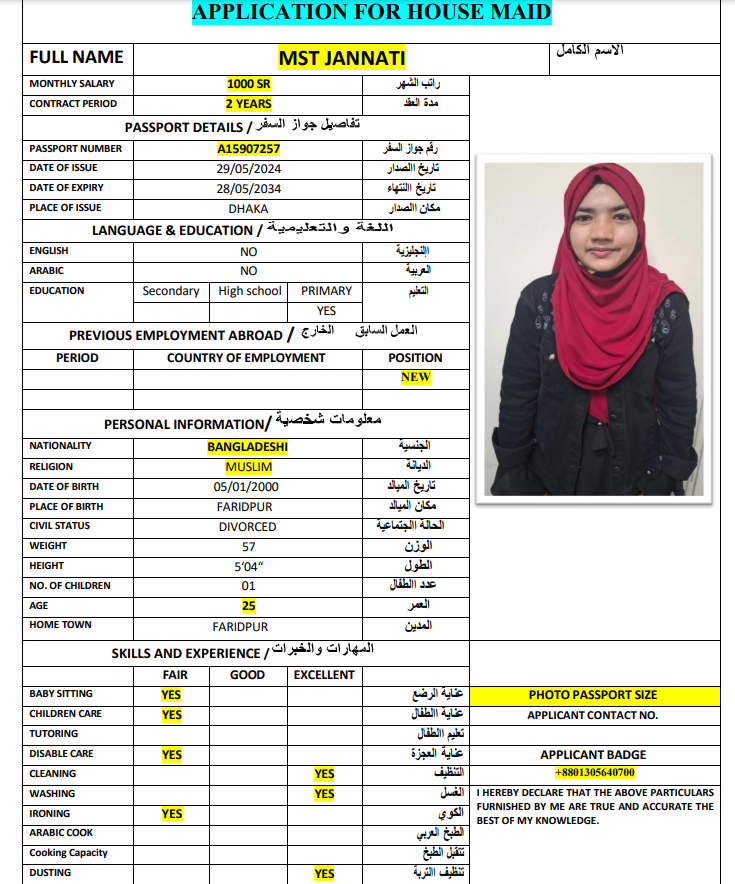 APPLICATION FOR HOUSE MAID
FULL NAME MST JANNATI الاسم الكامل
MONTHLY SALARY 1000 SR راتب الشهر
CONTRACT PERIOD 2 YEARS مدة العقد
PASSPORT DETAILS / تفاصيل جواز السفر
PASSPORT NUMBER A15907257 رقم جواز السفر
DATE OF ISSUE 29/05/2024 تاريخ االصدار
DATE OF EXPIRY 28/05/2034 تاريخ االنتهاء
PLACE OF ISSUE DHAKA مكان االصدار
LANGUAGE & EDUCATION / اللغة والتعليمية
ENGLISH NO اإلنجليزية
ARABIC NO العربية
EDUCATION Secondary High school PRIMARY التعليم
YES
PREVIOUS EMPLOYMENT ABROAD / العمل السابق الخارج
PERIOD COUNTRY OF EMPLOYMENT POSITION
NEW
PERSONAL INFORMATION/ معلومات شخصية
NATIONALITY BANGLADESHI الجنسية
RELIGION MUSLIM الديانة
DATE OF BIRTH 05/01/2000 تاريخ الميالد
PLACE OF BIRTH FARIDPUR مكان الميالد
CIVIL STATUS DIVORCED الحالة االجتماعية
WEIGHT 57 الوزن
HEIGHT 5‘04“ الطول
NO. OF CHILDREN 01 عدد االطفال
AGE 25 العمر
HOME TOWN FARIDPUR المدين
SKILLS AND EXPERIENCE / المهارات والخبرات
FAIR GOOD EXCELLENT
BABY SITTING YES عناية الرضع PHOTO PASSPORT SIZE
CHILDREN CARE YES عناية االطفال APPLICANT CONTACT NO.
TUTORING تعليم االطفال
DISABLE CARE YES عناية العجزة APPLICANT BADGE
CLEANING YES التنظيف +8801305640700
WASHING YES الغسل I HEREBY DECLARE THAT THE ABOVE PARTICULARS
IRONING YES الكوي FURNISHED BY ME ARE TRUE AND ACCURATE THE
ARABIC COOK الطبخ العربي BEST OF MY KNOWLEDGE.
Cooking Capacity تتقبل الطبخ
DUSTING YES تنظيف االتربة